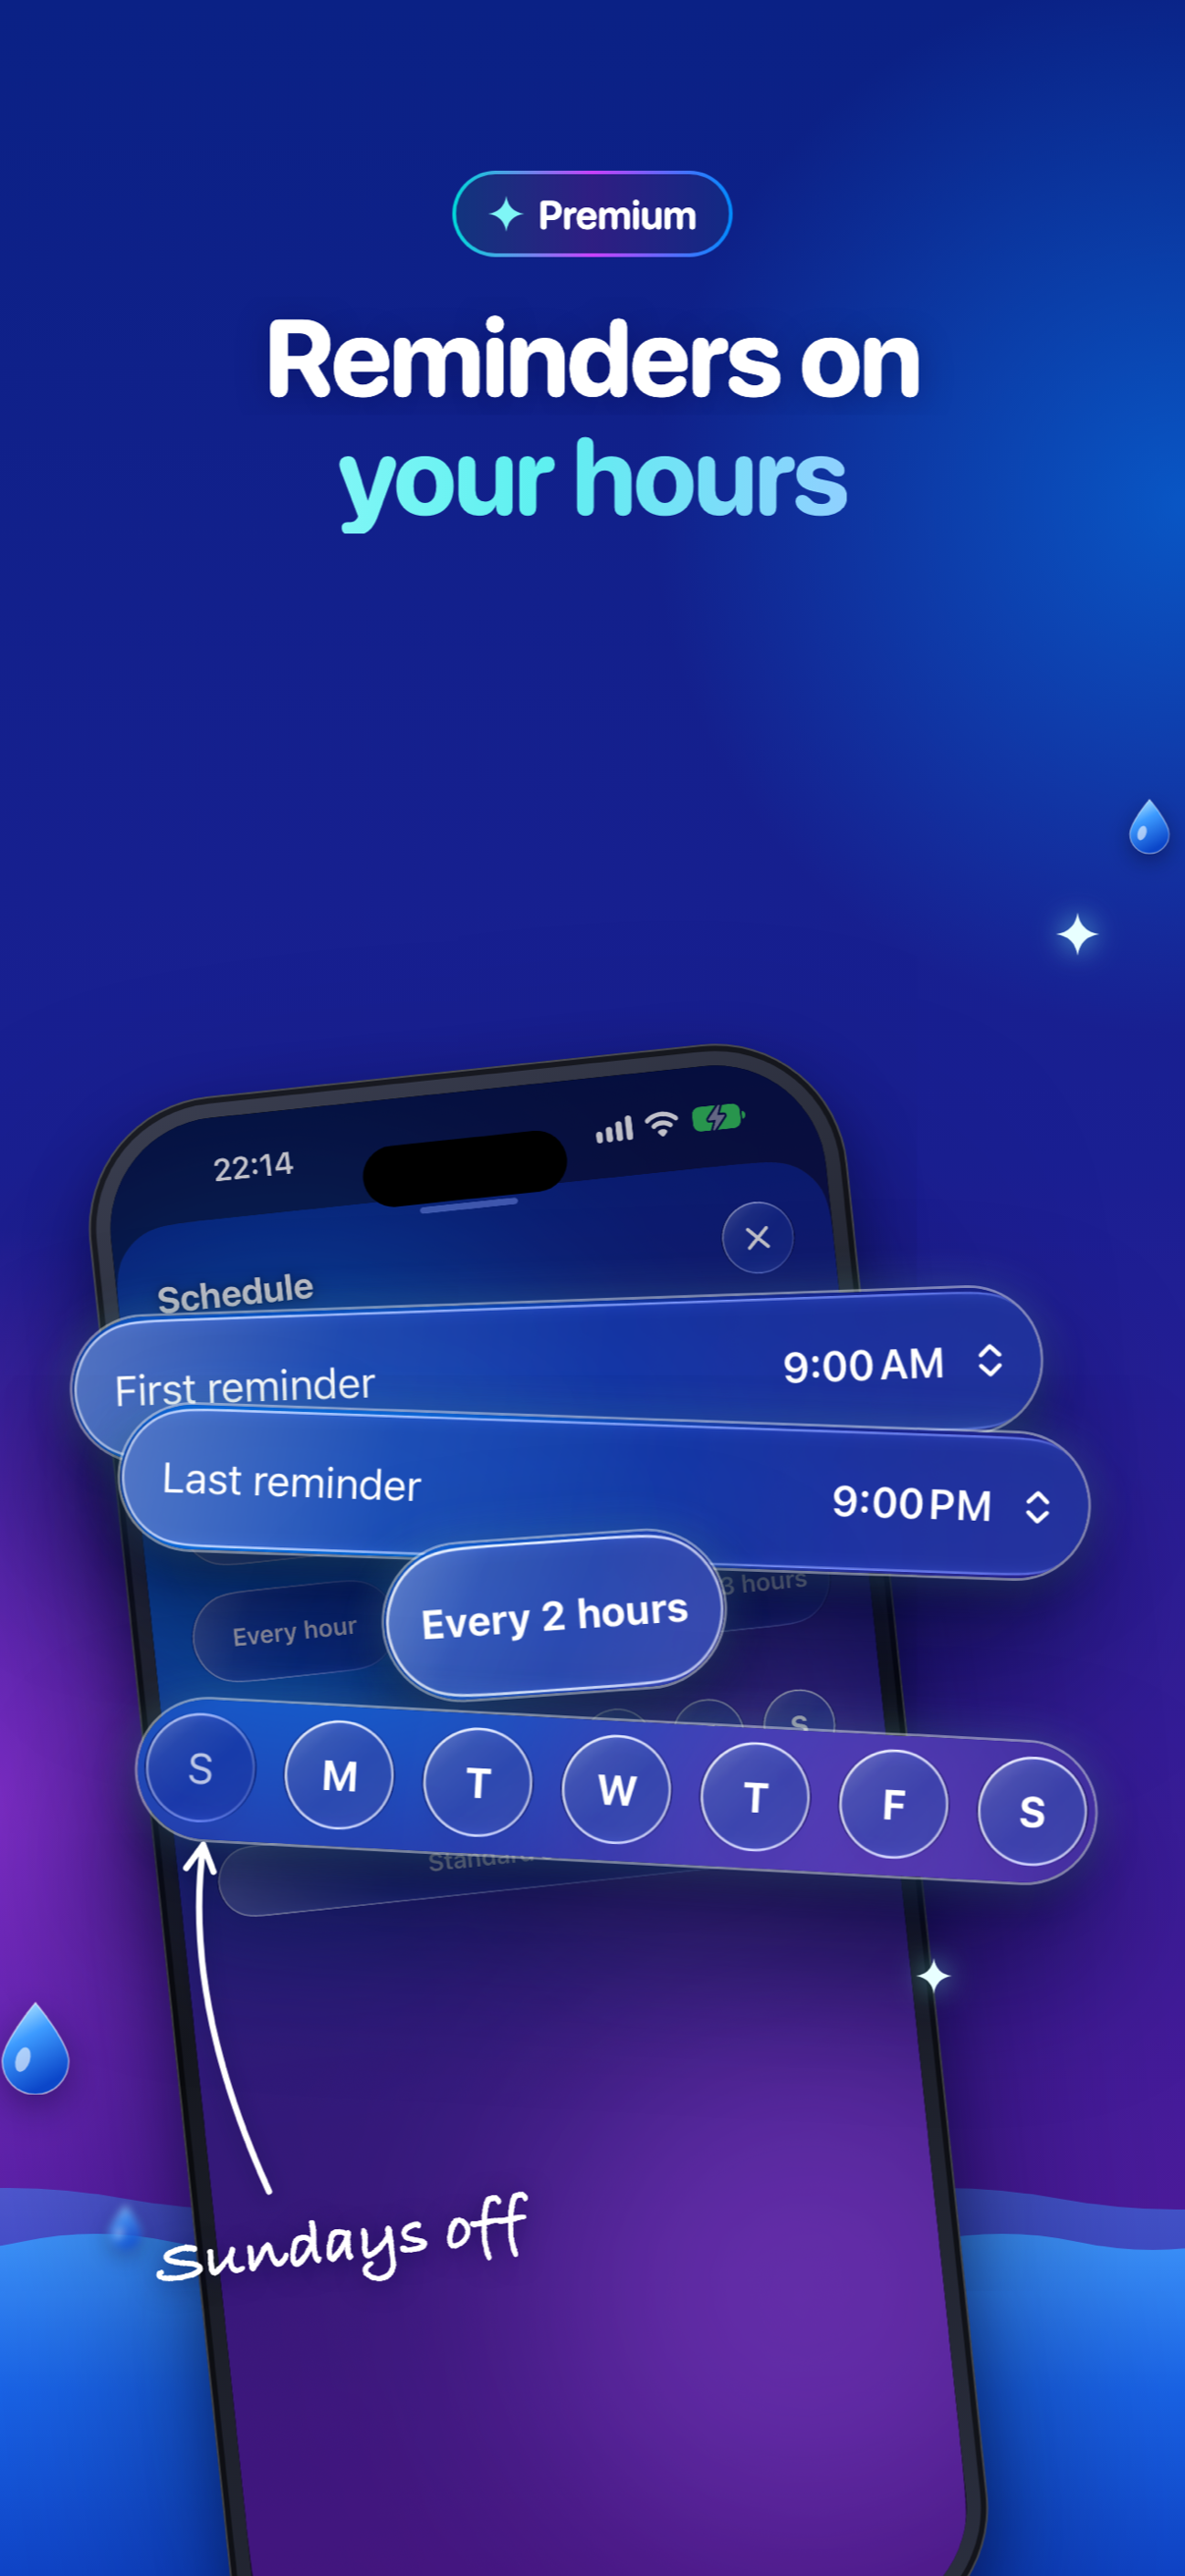 Premium
Reminders on
your hours
22:14
Schedule
First reminder 9:00 AM
Last reminder 9:00 PM
Every hour Every 2 hours 3 hours
S
S M T W T F S
Standard
Sundays off